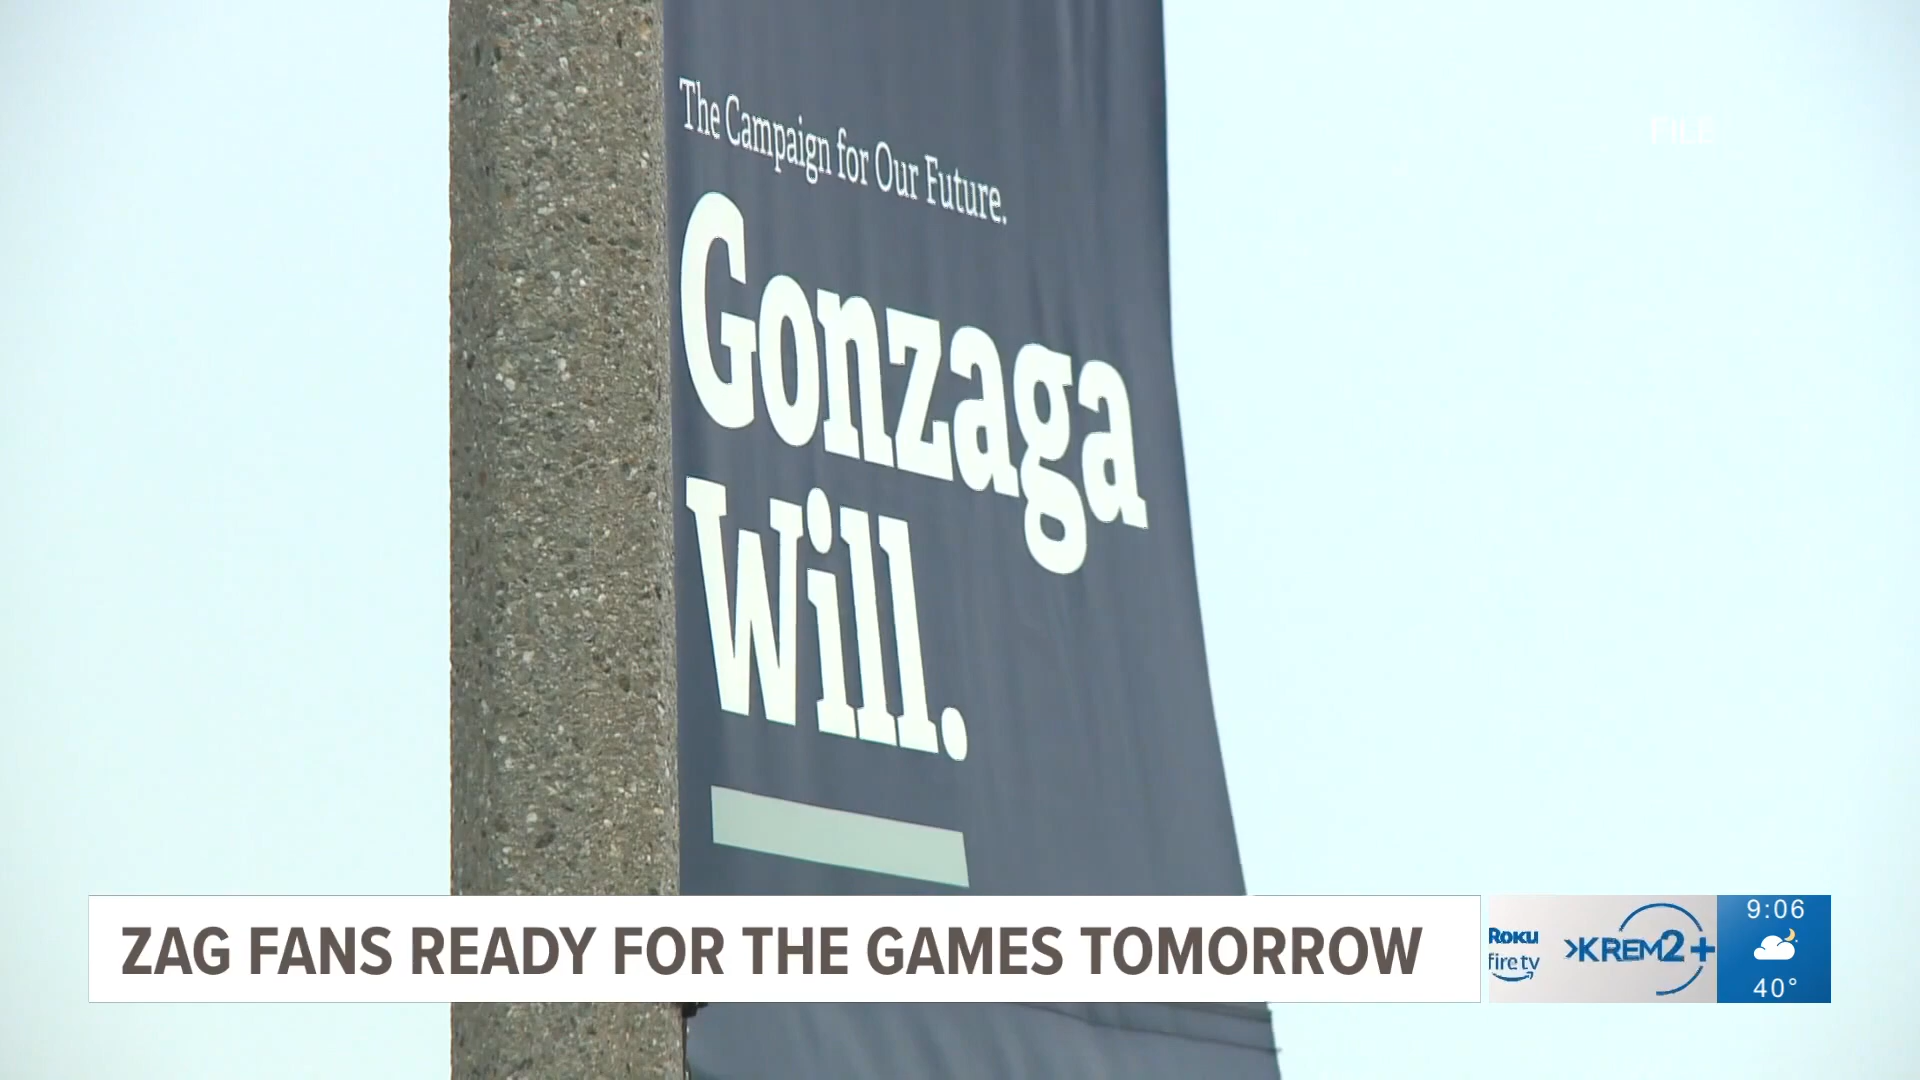 FILE
The Campaign for Our Future.
Gonzaga
Will.
ZAG FANS READY FOR THE GAMES TOMORROW
Roku
fire tv
KREM2+
9:06
40°